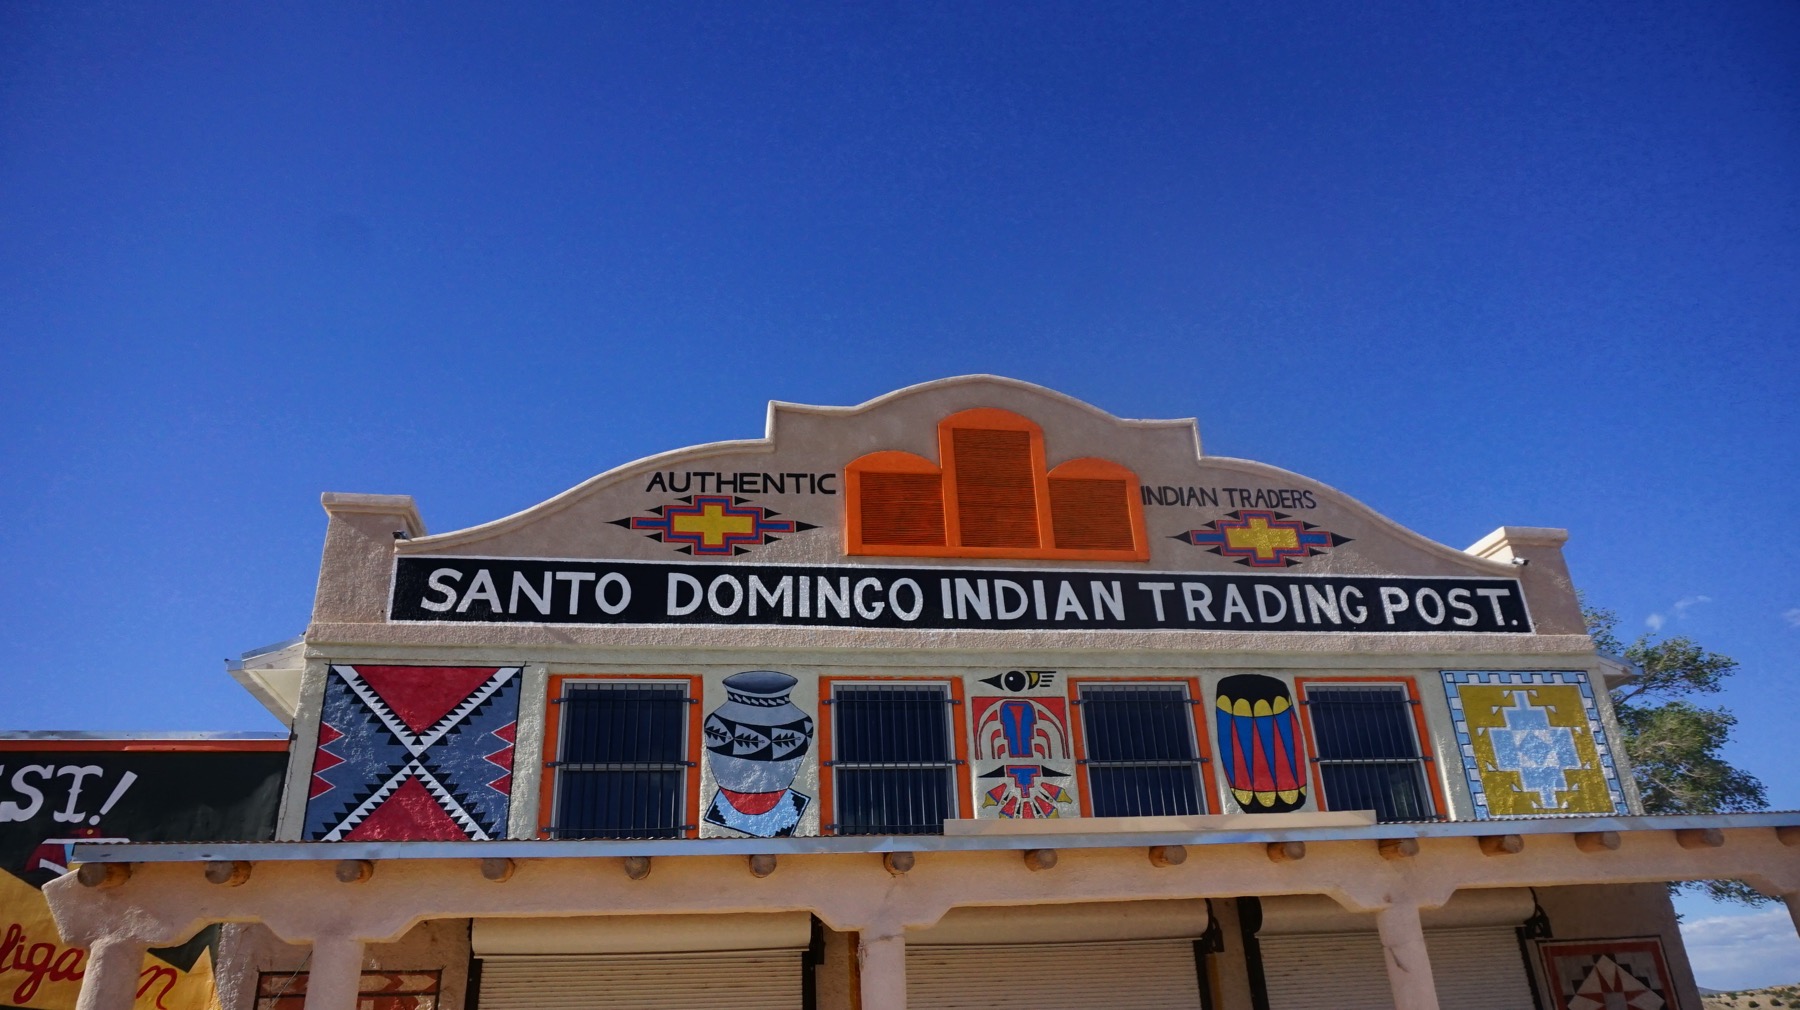 AUTHENTIC
INDIAN TRADERS
SANTO DOMINGO INDIAN TRADING POST.